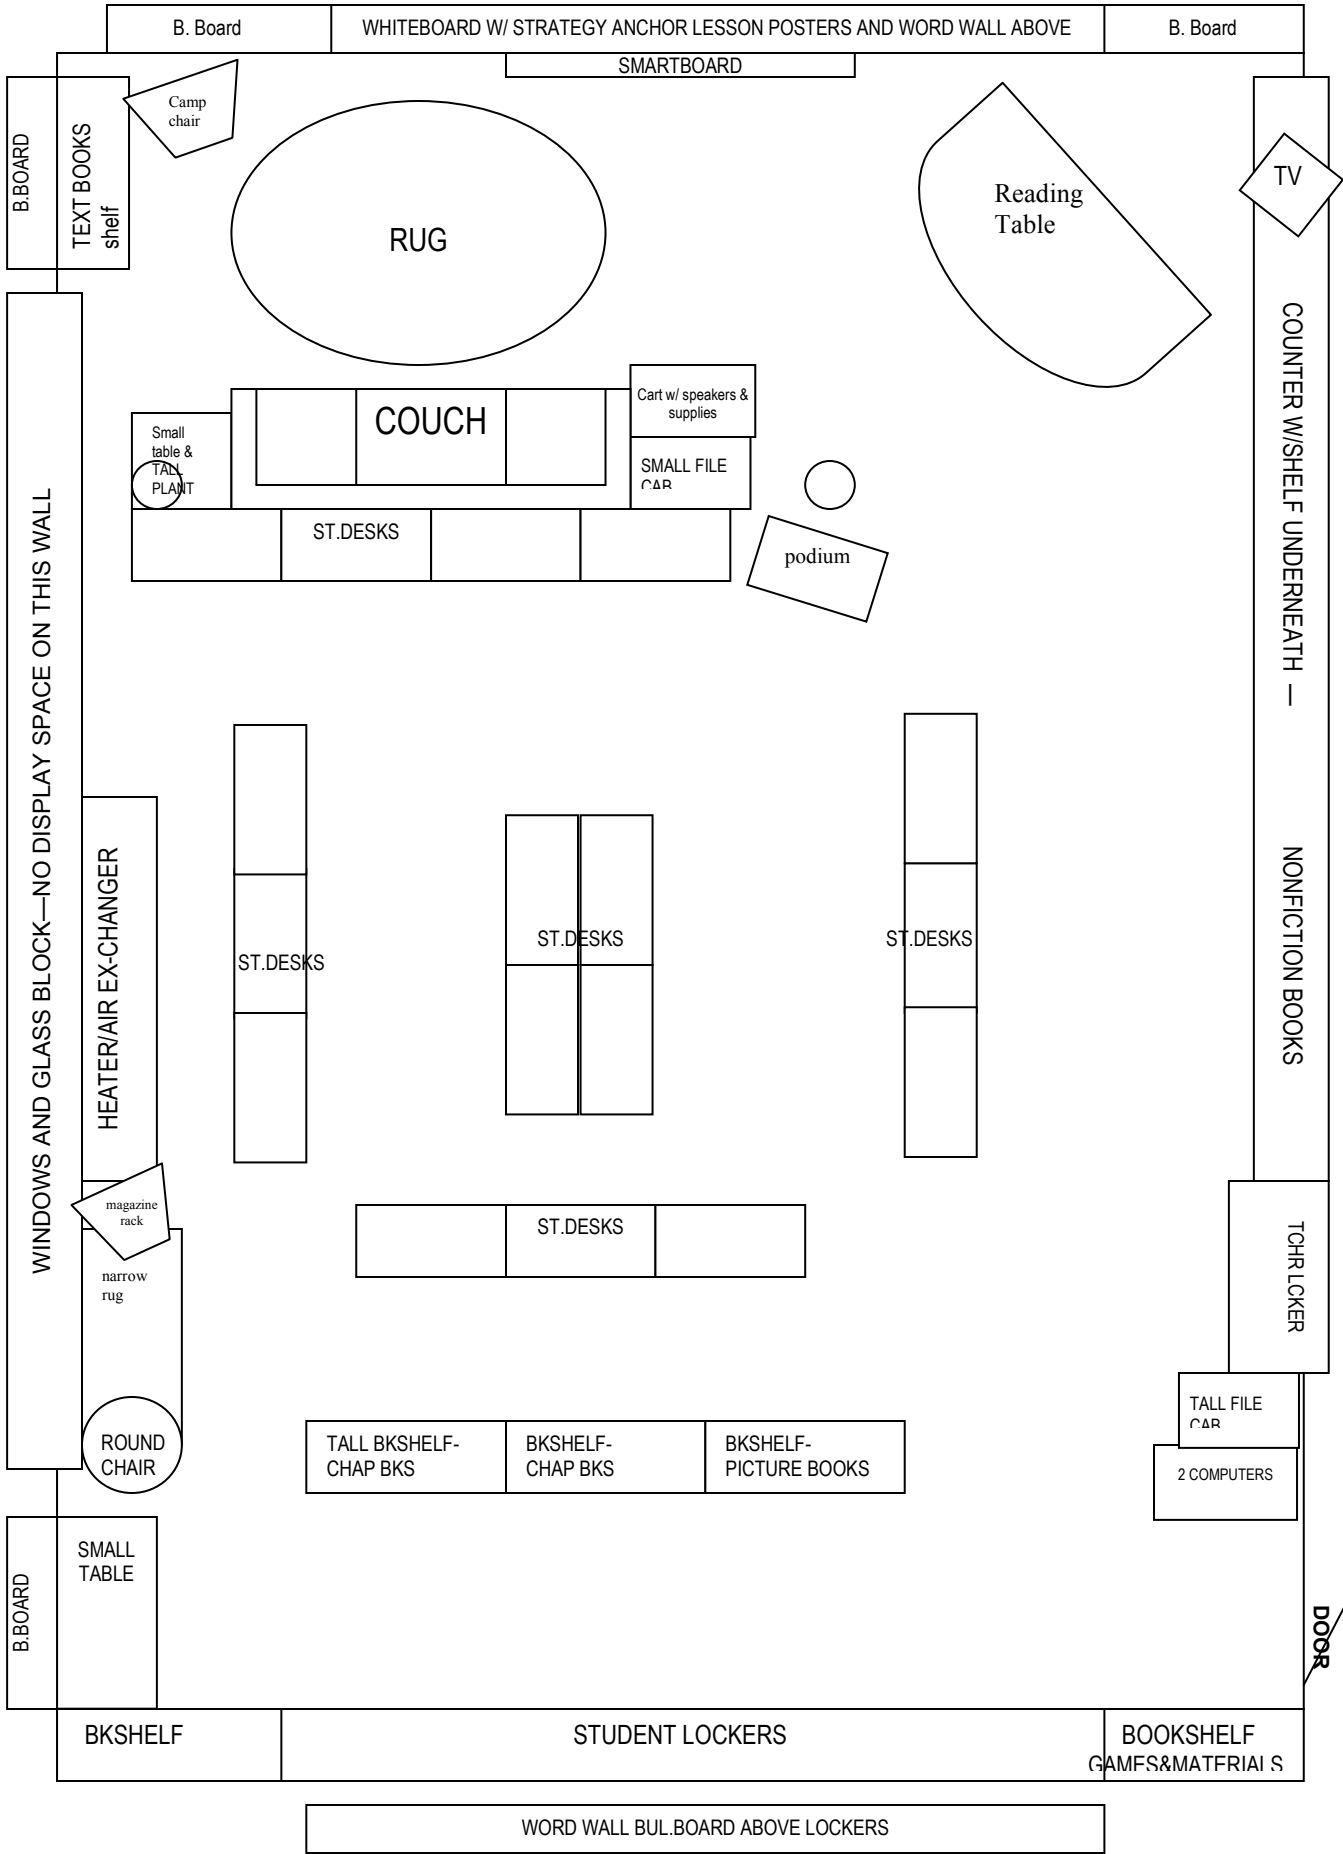 B. Board
WHITEBOARD W/ STRATEGY ANCHOR LESSON POSTERS AND WORD WALL ABOVE
B. Board
SMARTBOARD
B.BOARD
TEXT BOOKS
shelf
Camp
chair
RUG
Reading
Table
TV
COUNTER W/SHELF UNDERNEATH —
NONFICTION BOOKS
Small
table &
TALL
PLANT
COUCH
Cart w/ speakers &
supplies
SMALL FILE
CAB
ST.DESKS
podium
WINDOWS AND GLASS BLOCK—NO DISPLAY SPACE ON THIS WALL
HEATER/AIR EX-CHANGER
ST.DESKS
ST.DESKS
ST.DESKS
magazine
rack
narrow
rug
ST.DESKS
TCHR LCKER
ROUND
CHAIR
TALL BKSHELF-
CHAP BKS
BKSHELF-
CHAP BKS
BKSHELF-
PICTURE BOOKS
TALL FILE
CAB
2 COMPUTERS
B.BOARD
SMALL
TABLE
DOOR
BKSHELF
STUDENT LOCKERS
BOOKSHELF
GAMES&MATERIALS
WORD WALL BUL.BOARD ABOVE LOCKERS